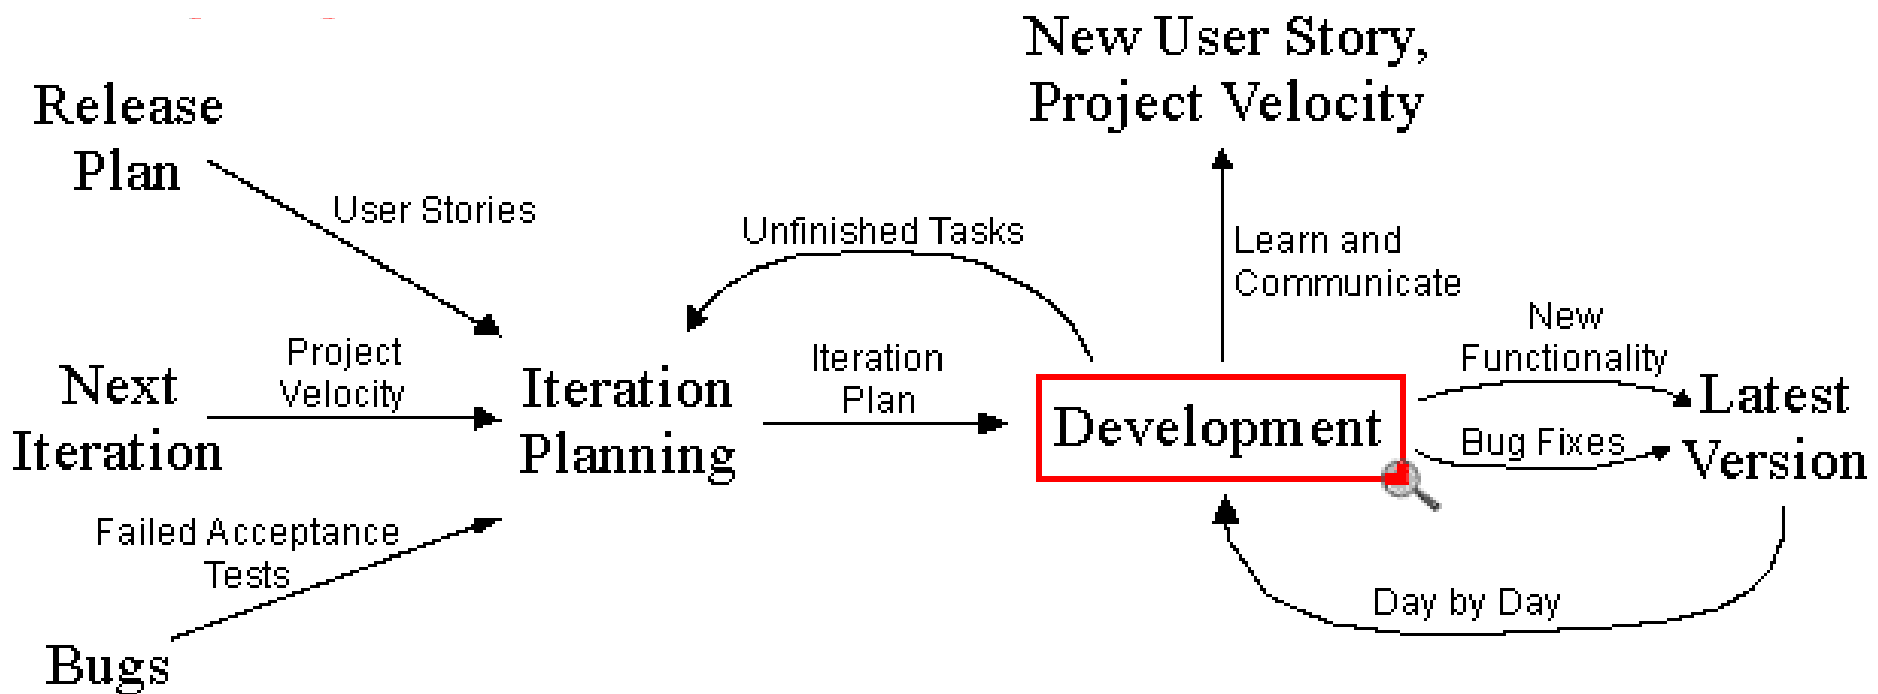 New User Story,
Project Velocity
Release
Plan
User Stories
Unfinished Tasks
Learn and
Communicate
New
Functionality
Project
Velocity
Iteration
Plan
Next
Iteration
Iteration
Planning
Development
Latest
Version
Bug Fixes
Failed Acceptance
Tests
Day by Day
Bugs